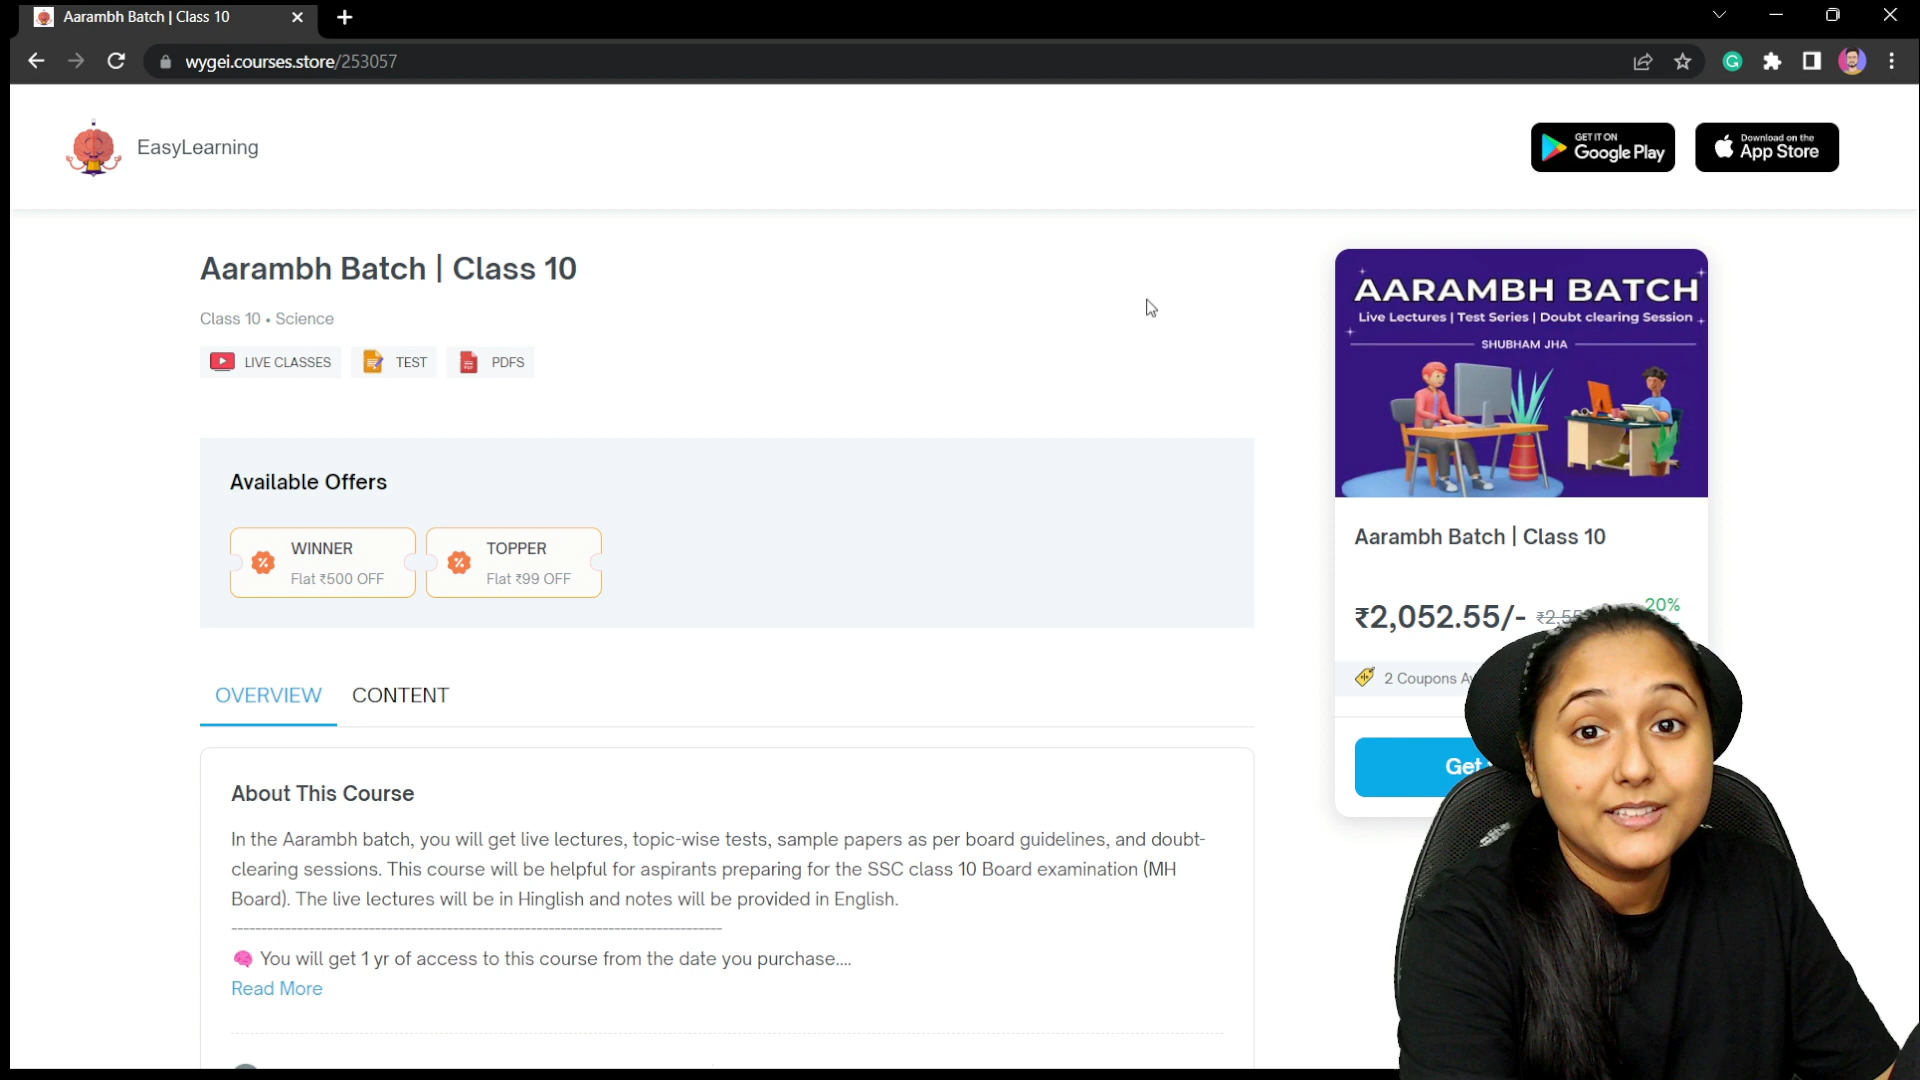 Aarambh Batch | Class 10
wygei.courses.store/253057
EasyLearning
GET IT ON
Google Play
Download on the
App Store
Aarambh Batch | Class 10
Class 10 • Science
LIVE CLASSES
TEST
PDFS
Available Offers
WINNER
Flat ₹500 OFF
TOPPER
Flat ₹99 OFF
OVERVIEW
CONTENT
About This Course
In the Aarambh batch, you will get live lectures, topic-wise tests, sample papers as per board guidelines, and doubt-
clearing sessions. This course will be helpful for aspirants preparing for the SSC class 10 Board examination (MH
Board). The live lectures will be in Hinglish and notes will be provided in English.
You will get 1 yr of access to this course from the date you purchase....
Read More
AARAMBH BATCH
Live Lectures | Test Series | Doubt clearing Session
SHUBHAM JHA
Aarambh Batch | Class 10
₹2,052.55/-
20%
2 Coupons
Get